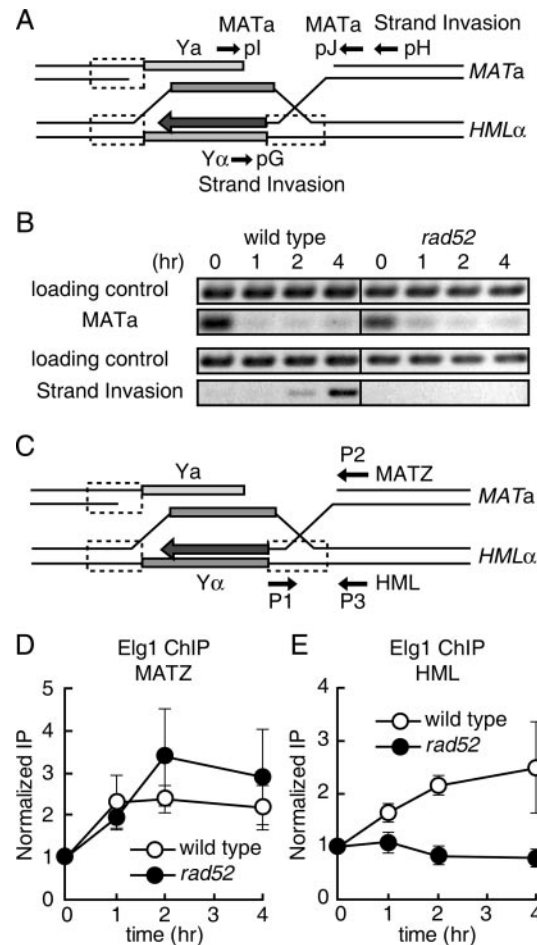 A
MATa
MATa
Strand Invasion
Ya
pI
pJ
pH
MATa
HMLα
Yα
pG
Strand Invasion
B
wild type
rad52
(hr)
0
1
2
4
0
1
2
4
loading control
MATa
loading control
Strand Invasion
C
P2
Ya
MATZ
MATa
HMLα
Yα
HML
P1
P3
D
Elg1 ChIP
MATZ
Normalized IP
5
4
3
2
1
0
wild type
rad52
0
1
2
4
time (hr)
E
Elg1 ChIP
HML
Normalized IP
4
3
2
1
0
wild type
rad52
0
1
2
4
time (hr)